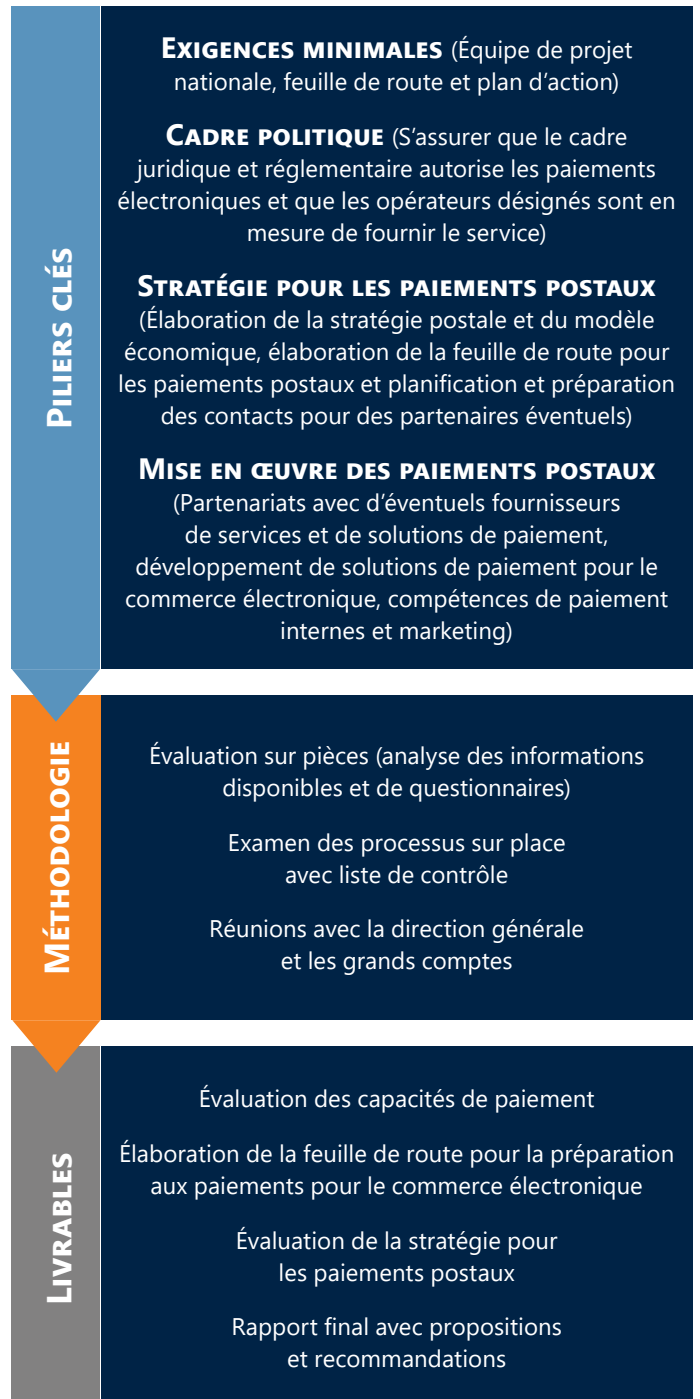 PILIERS CLÉS
EXIGENCES MINIMALES (Équipe de projet
nationale, feuille de route et plan d’action)
CADRE POLITIQUE (S’assurer que le cadre
juridique et réglementaire autorise les paiements
électroniques et que les opérateurs désignés sont en
mesure de fournir le service)
STRATÉGIE POUR LES PAIEMENTS POSTAUX
(Élaboration de la stratégie postale et du modèle
économique, élaboration de la feuille de route pour
les paiements postaux et planification et préparation
des contacts pour des partenaires éventuels)
MISE EN ŒUVRE DES PAIEMENTS POSTAUX
(Partenariats avec d’éventuels fournisseurs
de services et de solutions de paiement,
développement de solutions de paiement pour le
commerce électronique, compétences de paiement
internes et marketing)
MÉTHODOLOGIE
Évaluation sur pièces (analyse des informations
disponibles et de questionnaires)
Examen des processus sur place
avec liste de contrôle
Réunions avec la direction générale
et les grands comptes
LIVRABLES
Évaluation des capacités de paiement
Élaboration de la feuille de route pour la préparation
aux paiements pour le commerce électronique
Évaluation de la stratégie pour
les paiements postaux
Rapport final avec propositions
et recommandations